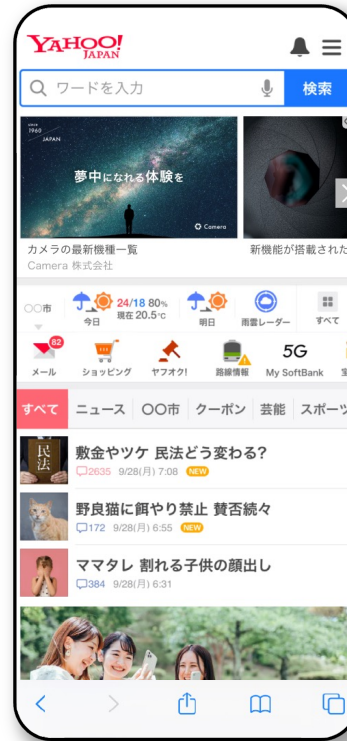 YAHOO!
JAPAN
ワードを入力
検索
SINCE
1960
JAPAN
夢中になれる体験を
Camera
カメラの最新機種一覧
Camera 株式会社
新機能が搭載された
〇〇市
24/18 80%
現在 20.5℃
今日
明日
雨雲レーダー
すべて
82
5G
メール
ショッピング
ヤフオク!
路線情報
My SoftBank
すべて
ニュース
〇〇市
クーポン
芸能
スポーツ
民法
敷金やツケ 民法どう変わる?
2635 9/28(月) 7:08 NEW
野良猫に餌やり禁止 賛否続々
172 9/28(月) 6:55 NEW
ママタレ 割れる子供の顔出し
384 9/28(月) 6:31